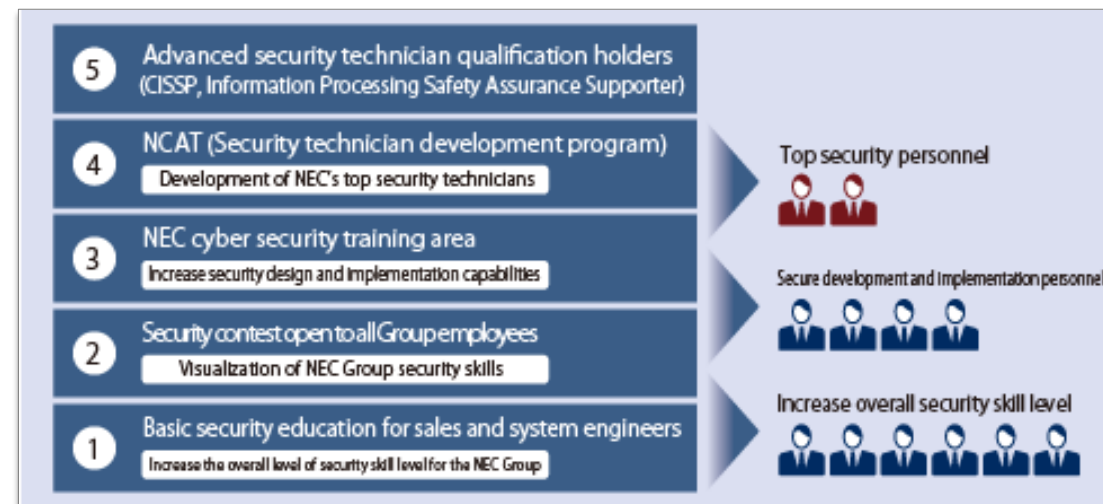 5
Advanced security technician qualification holders
(CISSP, Information Processing Safety Assurance Supporter)
4
NCAT (Security technician development program)
Development of NEC's top security technicians
3
NEC cyber security training area
Increase security design and implementation capabilities
2
Security contest open to all Group employees
Visualization of NEC Group security skills
1
Basic security education for sales and system engineers
Increase the overall level of security skill level for the NEC Group
Top security personnel
Secure development and implementation personnel
Increase overall security skill level